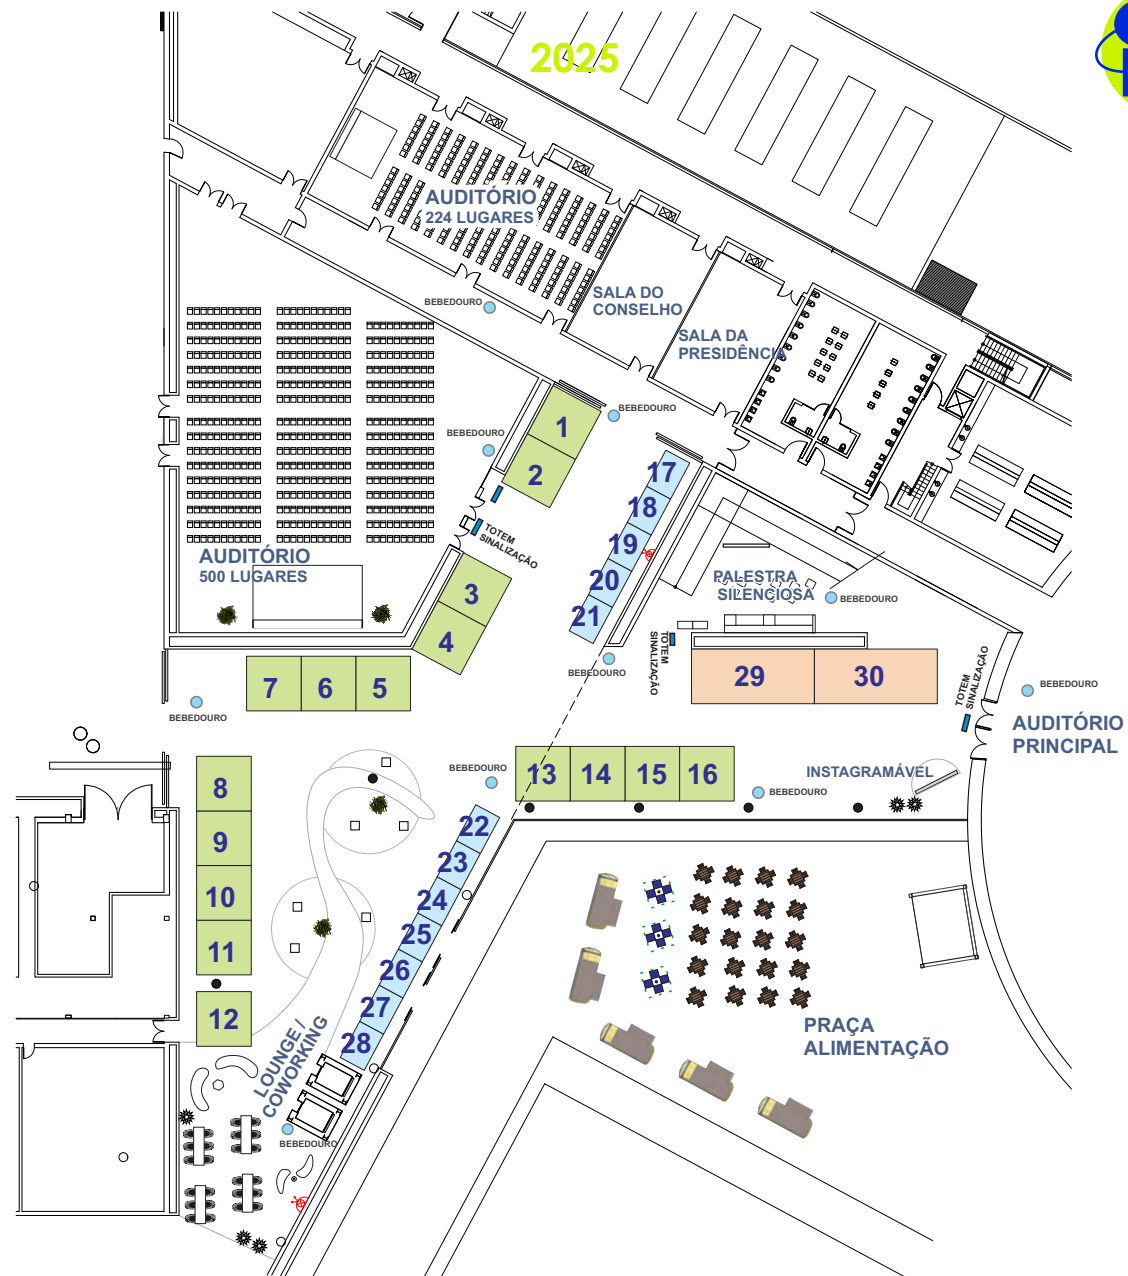 2025
AUDITÓRIO
224 LUGARES
BEBEDOURO
SALA DO
CONSELHO
SALA DA
PRESIDÊNCIA
BEBEDOURO
BEBEDOURO
1
2
17
18
19
20
21
TOTEM
SINALIZAÇÃO
AUDITÓRIO
500 LUGARES
3
4
PALESTRA
SILENCIOSA
BEBEDOURO
TOTEM
SINALIZAÇÃO
BEBEDOURO
7
6
5
29
30
TOTEM
SINALIZAÇÃO
BEBEDOURO
BEBEDOURO
AUDITÓRIO
PRINCIPAL
8
9
10
11
12
BEBEDOURO
13
14
15
16
INSTAGRAMÁVEL
BEBEDOURO
22
23
24
25
26
27
28
LOUNGE /
COWORKING
BEBEDOURO
PRAÇA
ALIMENTAÇÃO